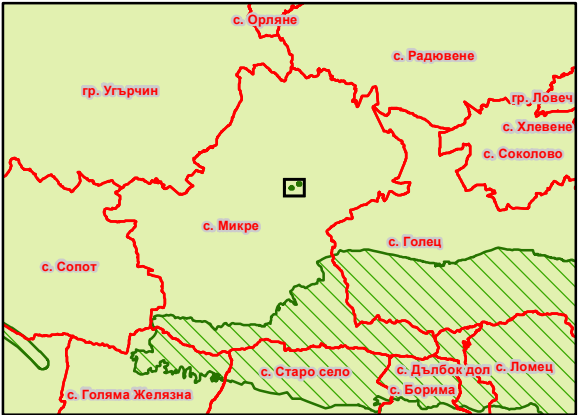 с. Орляне
с. Радювене
гр. Угърчин
гр. Ловеч
с. Хлевене
с. Соколово
с. Микре
с. Голец
с. Сопот
с. Старо село
с. Дълбок дол
с. Ломец
с. Голяма Желязна
с. Борима